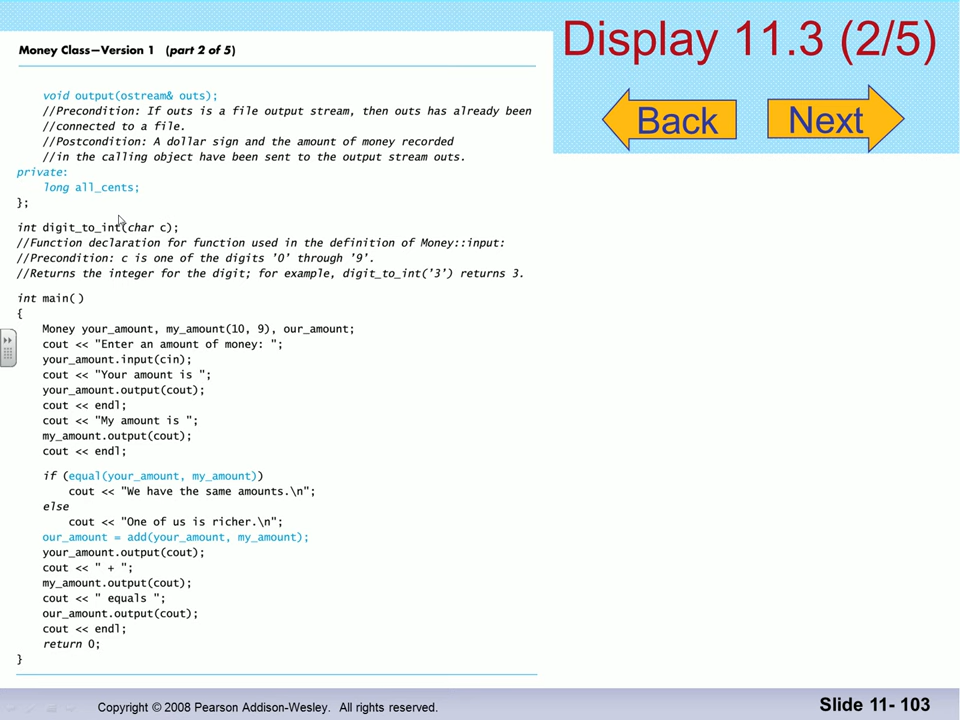 Display 11.3 (2/5)
Back
Next
Money Class—Version 1 (part 2 of 5)
void output(ostream& outs);
//Precondition: If outs is a file output stream, then outs has already been
//connected to a file.
//Postcondition: A dollar sign and the amount of money recorded
//in the calling object have been sent to the output stream outs.
private:
long all_cents;
};
int digit_to_int(char c);
//Function declaration for function used in the definition of Money::input:
//Precondition: c is one of the digits ’0’ through ’9’.
//Returns the integer for the digit; for example, digit_to_int(’3’) returns 3.
int main( )
{
Money your_amount, my_amount(10, 9), our_amount;
cout << "Enter an amount of money: ";
your_amount.input(cin);
cout << "Your amount is ";
your_amount.output(cout);
cout << endl;
cout << "My amount is ";
my_amount.output(cout);
cout << endl;
if (equal(your_amount, my_amount))
cout << "We have the same amounts.\n";
else
cout << "One of us is richer.\n";
our_amount = add(your_amount, my_amount);
your_amount.output(cout);
cout << " + ";
my_amount.output(cout);
cout << " equals ";
our_amount.output(cout);
cout << endl;
return 0;
}
Copyright © 2008 Pearson Addison-Wesley. All rights reserved.
Slide 11- 103